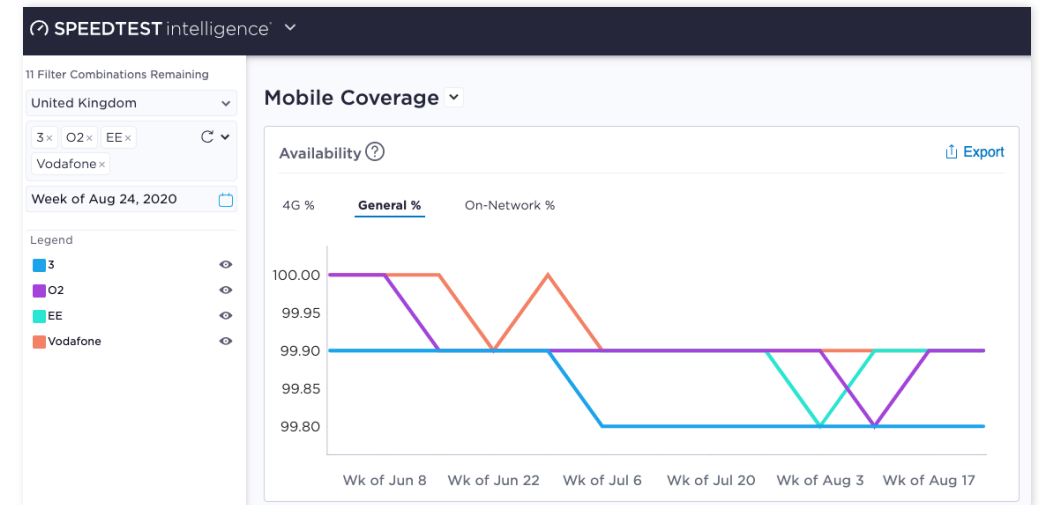 SPEEDTEST intelligence
11 Filter Combinations Remaining
United Kingdom
3× O2× EE×
Vodafone×
Week of Aug 24, 2020
Legend
3
O2
EE
Vodafone
Mobile Coverage
Availability ?
Export
4G % General % On-Network %
100.00
99.95
99.90
99.85
99.80
Wk of Jun 8 Wk of Jun 22 Wk of Jul 6 Wk of Jul 20 Wk of Aug 3 Wk of Aug 17